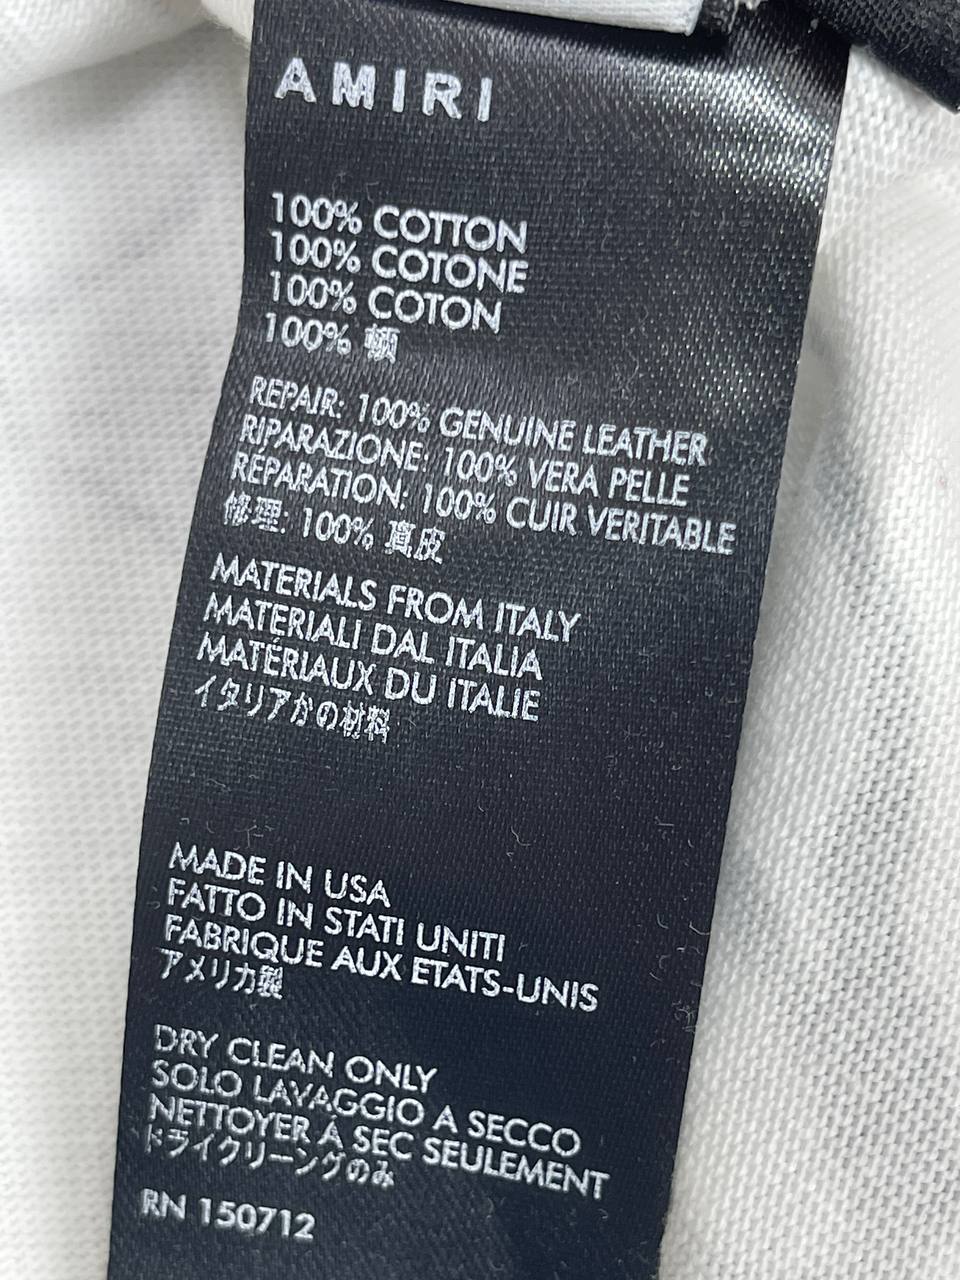 AMIRI
100% COTTON
100% COTONE
100% COTON
100% 頓
REPAIR: 100% GENUINE LEATHER
RIPARAZIONE: 100% VERA PELLE
RÉPARATION: 100% CUIR VERITABLE
修理: 100% 真皮
MATERIALS FROM ITALY
MATERIALI DAL ITALIA
MATÉRIAUX DU ITALIE
イタリアかの材料
MADE IN USA
FATTO IN STATI UNITI
FABRIQUE AUX ETATS-UNIS
アメリカ製
DRY CLEAN ONLY
SOLO LAVAGGIO A SECCO
NETTOYER À SEC SEULEMENT
ドライクリーニングのみ
RN 150712